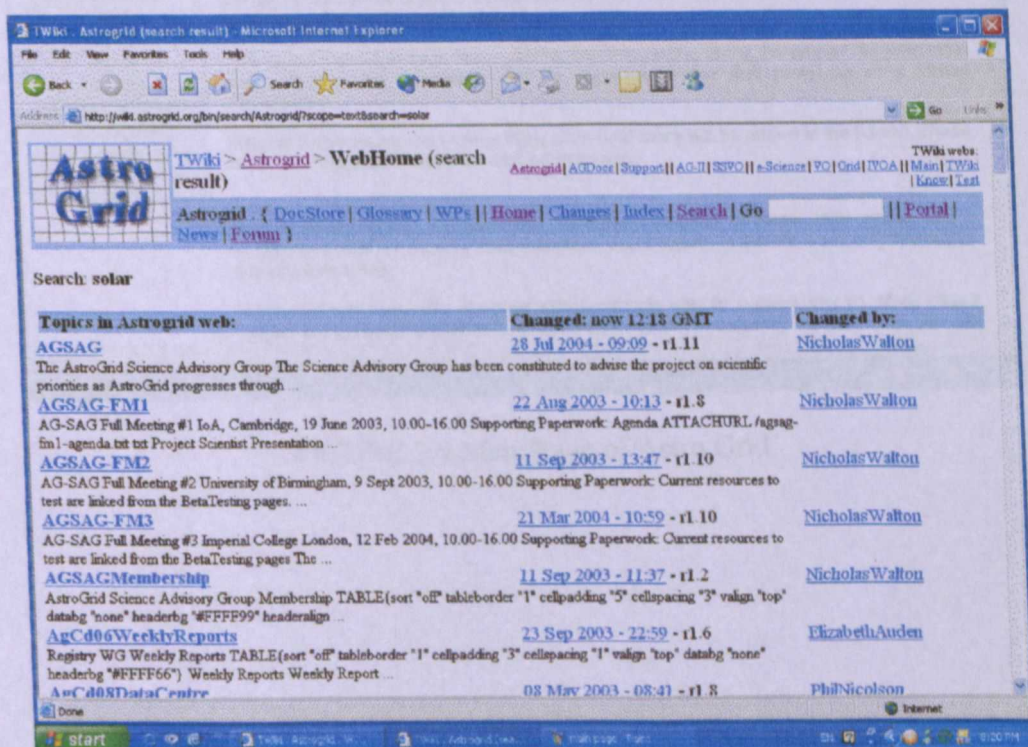 TWiki . Astrogrid (search result) - Microsoft Internet Explorer
File Edit View Favorites Tools Help
Back Search Favorites Media
Address http://wiki.astrogrid.org/bin/search/Astrogrid/?scope=text&search=solar Go Links
Astro Grid
TWiki > Astrogrid > WebHome (search result)
Astrogrid | AGDocs | Support || AG-II | SSVO || e-Science | VO | Grid | IVOA || Main | TWiki | Know | Test
TWiki webs:
Astrogrid . { DocStore | Glossary | WPs || Home | Changes | Index | Search | Go || Portal |
News | Forum }
Search: solar
Topics in Astrogrid web: Changed: now 12:18 GMT Changed by:
AGSAG 28 Jul 2004 - 09:09 - r1.11 NicholasWalton
The AstroGrid Science Advisory Group The Science Advisory Group has been constituted to advise the project on scientific
priorities as AstroGrid progresses through ...
AGSAG-FM1 22 Aug 2003 - 10:13 - r1.8 NicholasWalton
AG-SAG Full Meeting #1 IoA, Cambridge, 19 June 2003, 10.00-16.00 Supporting Paperwork: Agenda ATTACHURL /agsag-
fm1-agenda.txt txt Project Scientist Presentation ...
AGSAG-FM2 11 Sep 2003 - 13:47 - r1.10 NicholasWalton
AG-SAG Full Meeting #2 University of Birmingham, 9 Sept 2003, 10.00-16.00 Supporting Paperwork: Current resources to
test are linked from the BetaTesting pages. ...
AGSAG-FM3 21 Mar 2004 - 10:59 - r1.10 NicholasWalton
AG-SAG Full Meeting #3 Imperial College London, 12 Feb 2004, 10.00-16.00 Supporting Paperwork: Current resources to
test are linked from the BetaTesting pages The ...
AGSAGMembership 11 Sep 2003 - 11:37 - r1.2 NicholasWalton
AstroGrid Science Advisory Group Membership TABLE{sort "off" tableborder "1" cellpadding "5" cellspacing "3" valign "top"
databg "none" headerbg "#FFFF99" headeralign ...
AgCd06WeeklyReports 23 Sep 2003 - 22:59 - r1.6 ElizabethAuden
Registry WG Weekly Reports TABLE{sort "off" tableborder "1" cellpadding "3" cellspacing "1" valign "top" databg "none"
headerbg "#FFFF66"} Weekly Reports Weekly Report ...
AgCd08DataCentre 08 May 2003 - 08:41 - r1.8 PhilNicolson
Done Internet
start